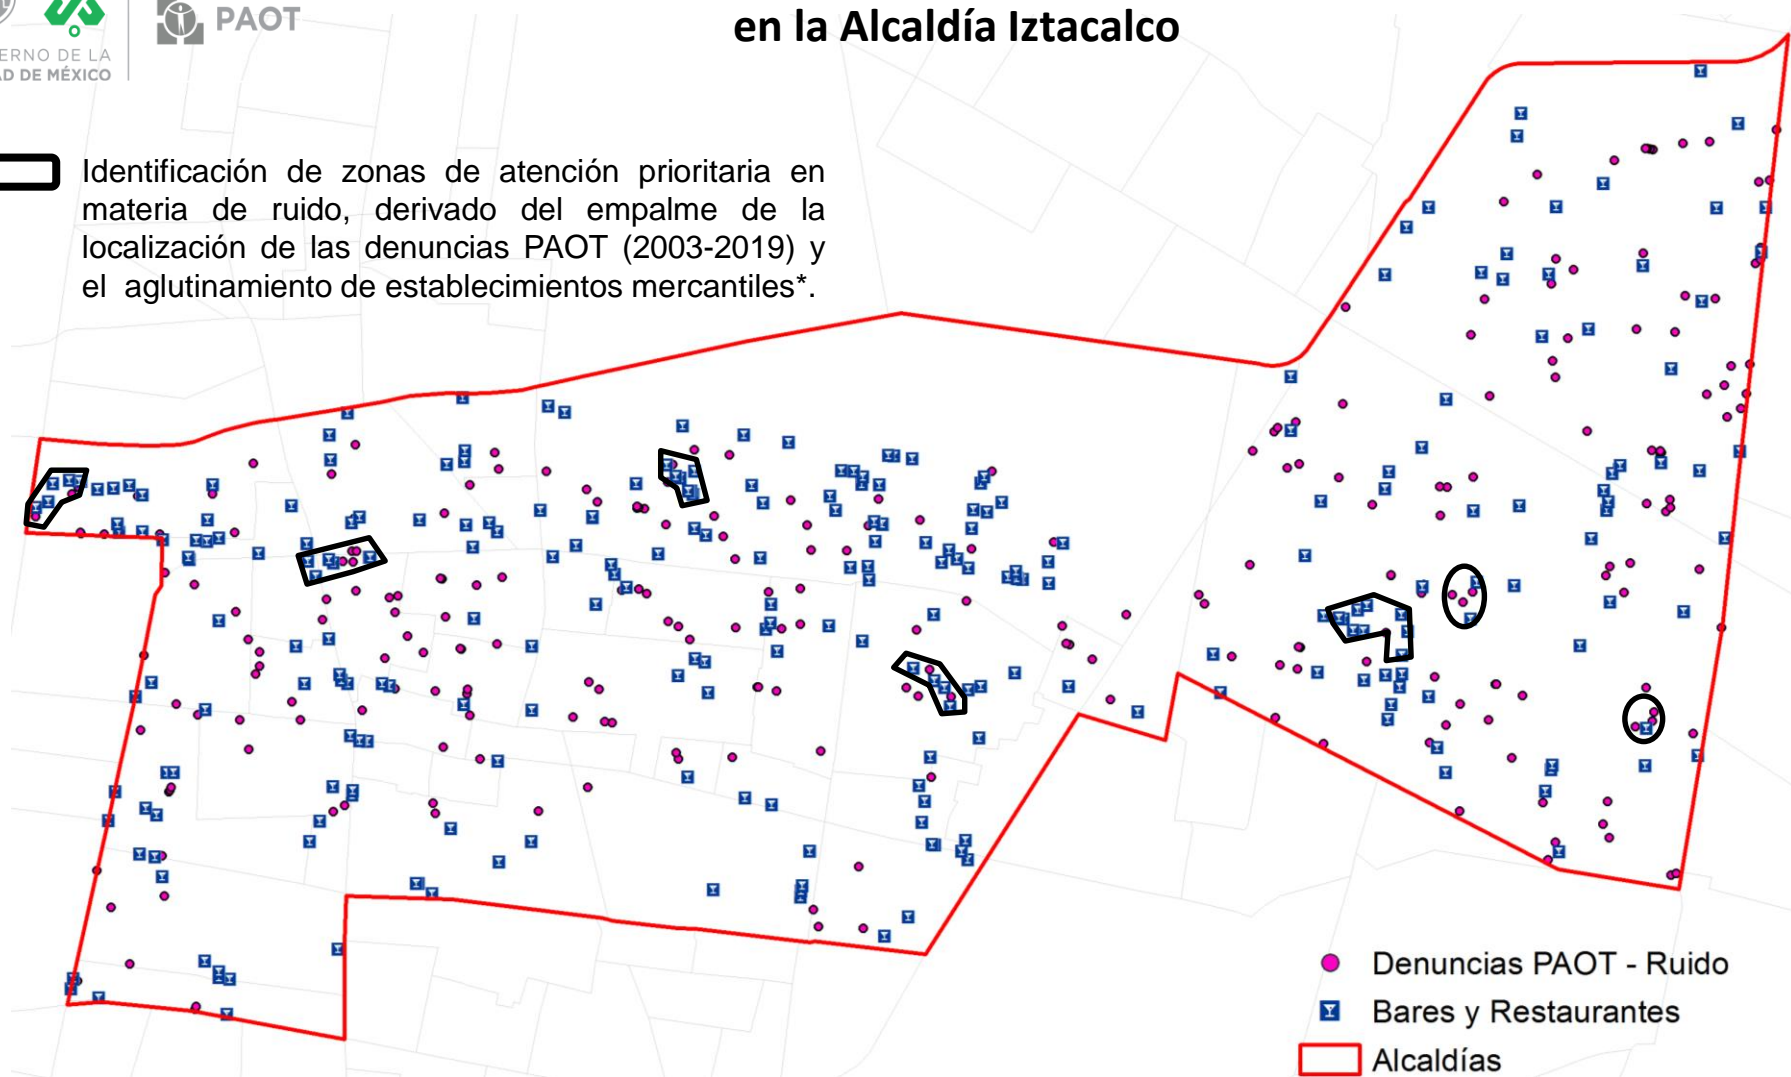 PAOT
en la Alcaldía Iztacalco
ERNO DE LA
AD DE MÉXICO
Identificación de zonas de atención prioritaria en
materia de ruido, derivado del empalme de la
localización de las denuncias PAOT (2003-2019) y
el aglutinamiento de establecimientos mercantiles*.
Denuncias PAOT - Ruido
Bares y Restaurantes
Alcaldías